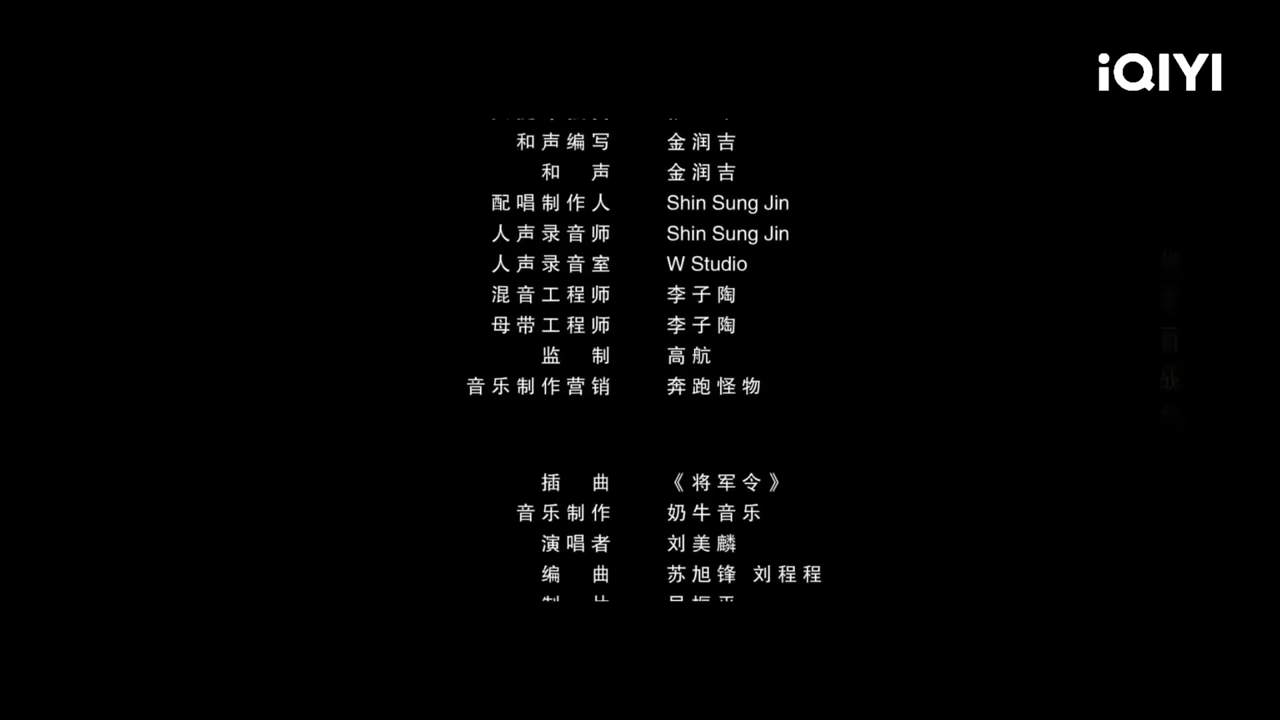 iQIYI
和声编写 金润吉
和声 金润吉
配唱制作人 Shin Sung Jin
人声录音师 Shin Sung Jin
人声录音室 W Studio
混音工程师 李子陶
母带工程师 李子陶
监制 高航
音乐制作营销 奔跑怪物
插曲 《将军令》
音乐制作 奶牛音乐
演唱者 刘美麟
编曲 苏旭锋 刘程程